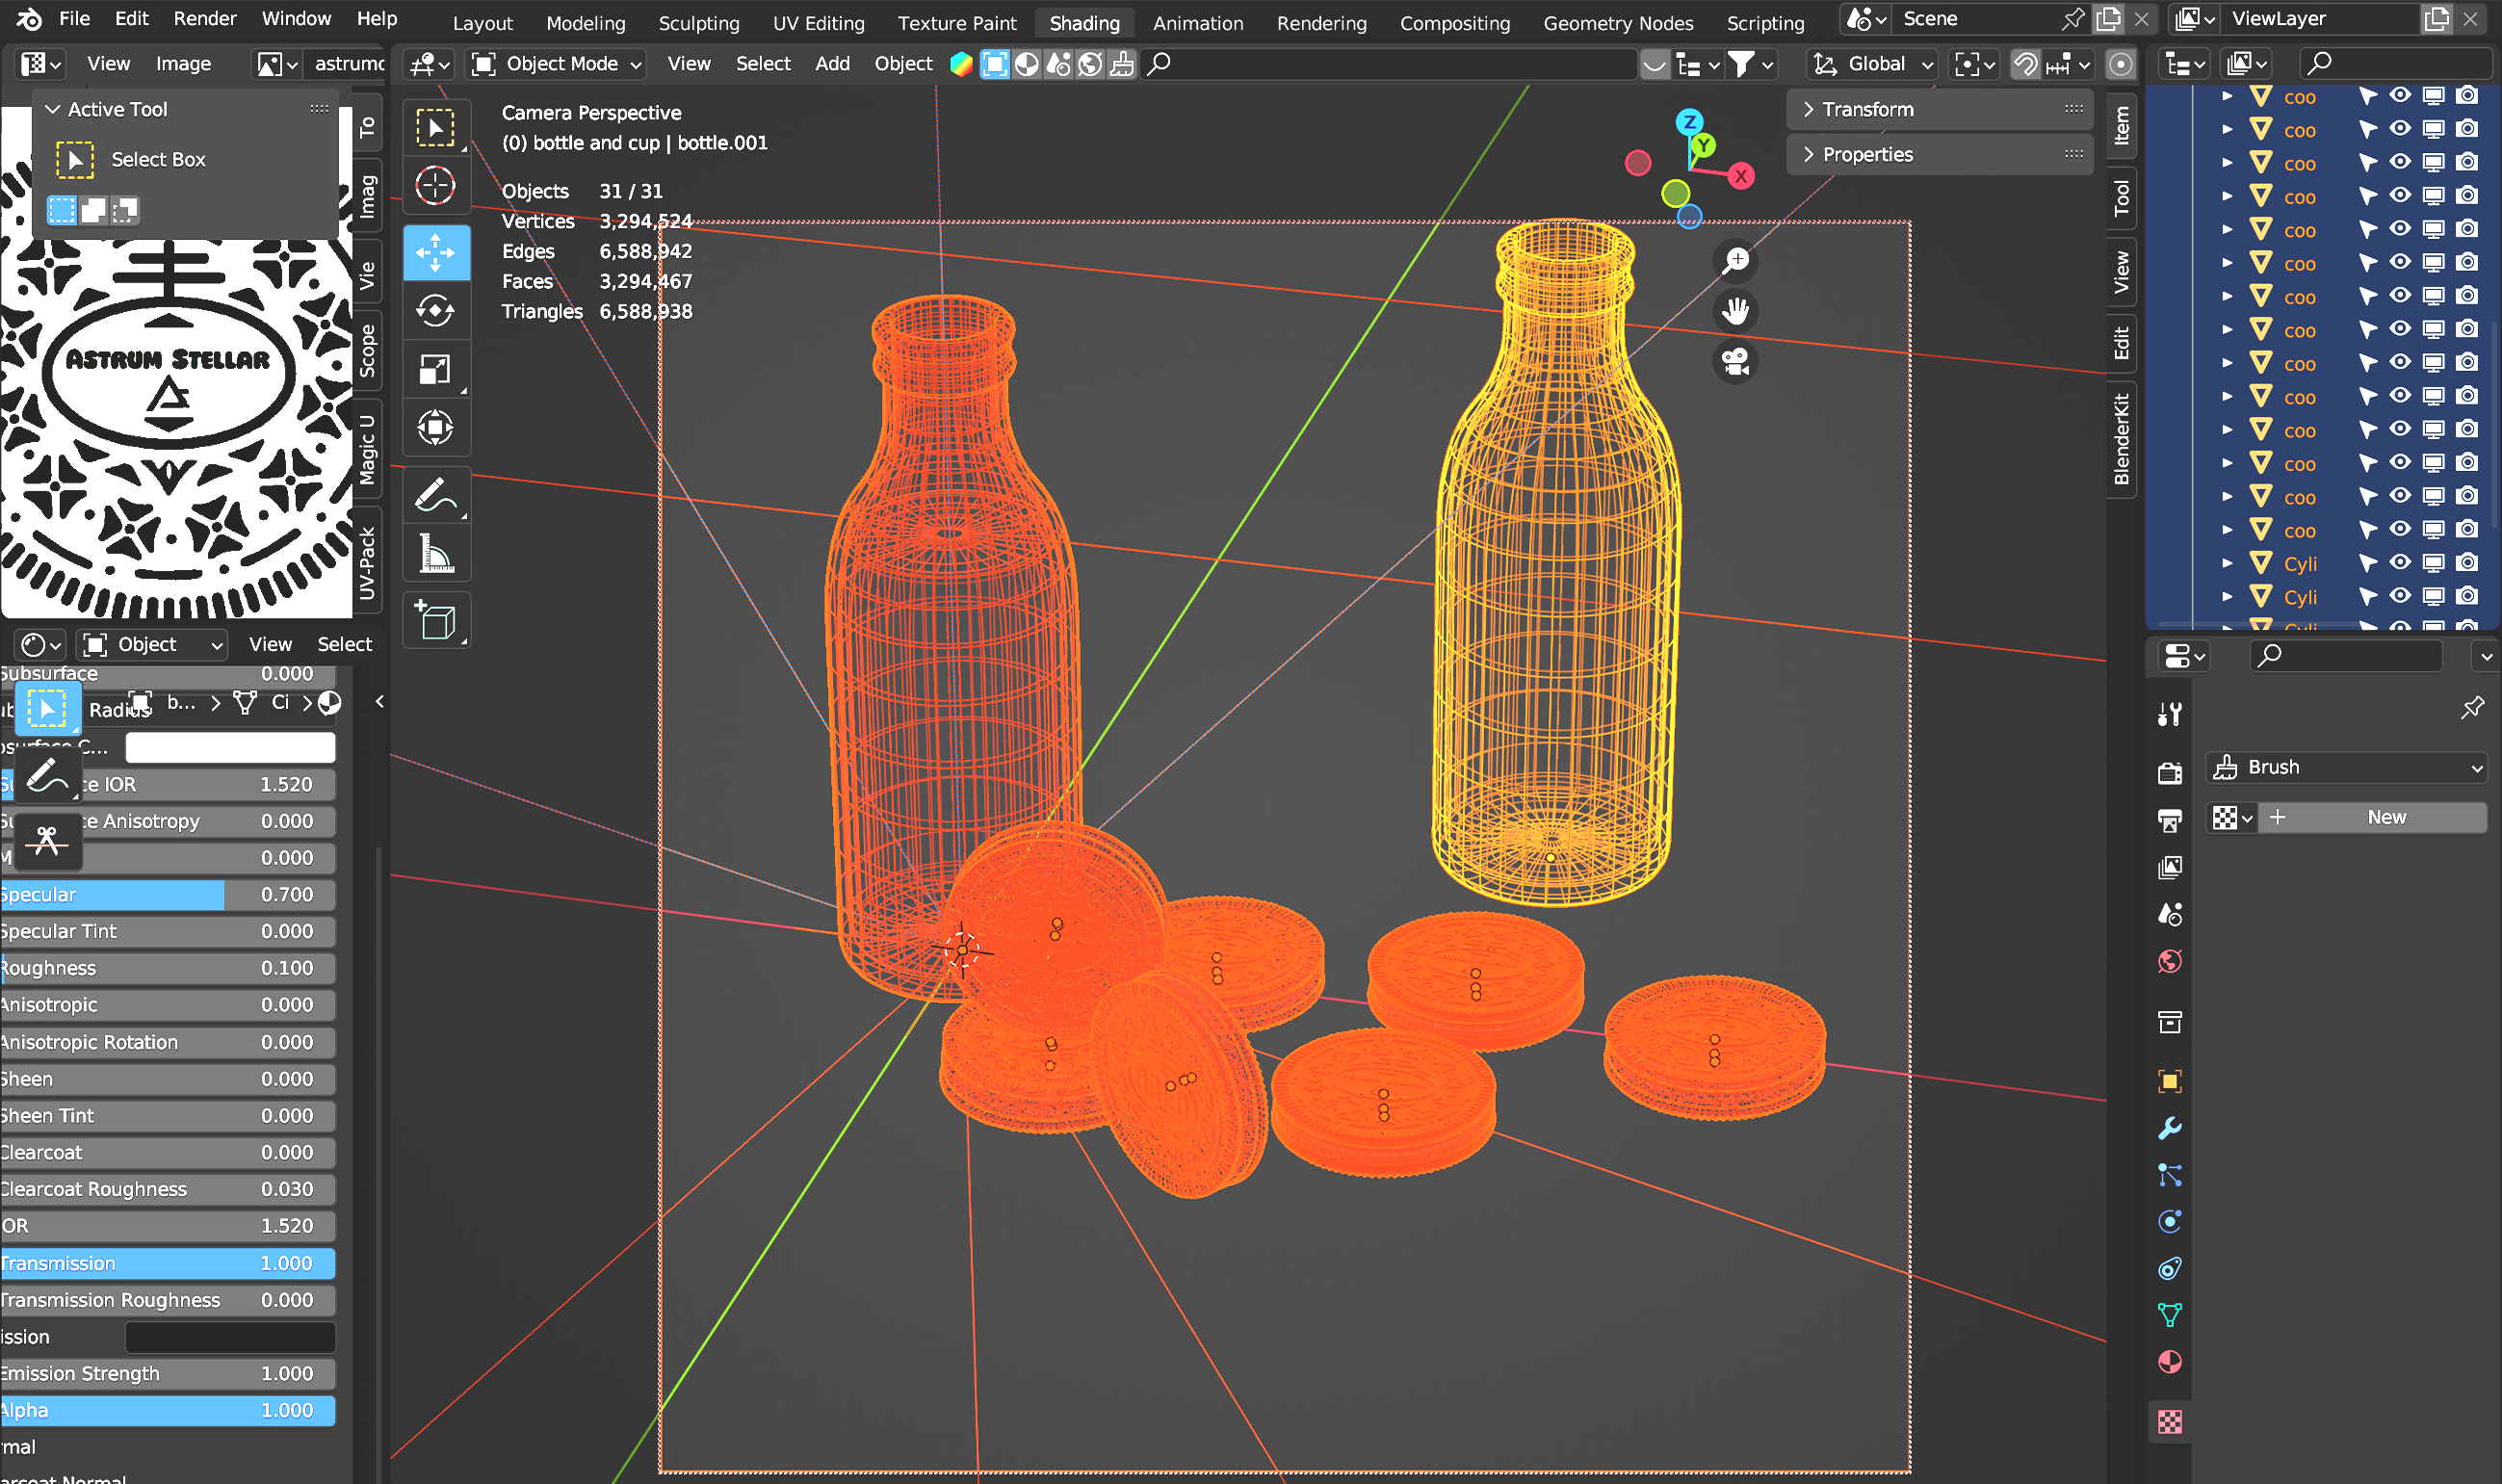 File Edit Render Window Help
Layout Modeling Sculpting UV Editing Texture Paint Shading Animation Rendering Compositing Geometry Nodes Scripting
Scene
ViewLayer
View Image astrumo
Object Mode View Select Add Object
Global
Active Tool
Select Box
To
Imag
Vie
Scope
Magic U
UV-Pack
ASTRUM STELLAR
Camera Perspective
(0) bottle and cup | bottle.001
Objects 31 / 31
Vertices 3,294,524
Edges 6,588,942
Faces 3,294,467
Triangles 6,588,938
Z
Y
X
Transform
Properties
Item
Tool
View
Edit
BlenderKit
coo
coo
coo
coo
coo
coo
coo
coo
coo
coo
coo
coo
coo
coo
Cyli
Cyli
Cyli
Object View Select
Subsurface 0.000
Radius b... Ci
C...
ce IOR 1.520
ce Anisotropy 0.000
M 0.000
Specular 0.700
Specular Tint 0.000
Roughness 0.100
Anisotropic 0.000
Anisotropic Rotation 0.000
Sheen 0.000
Sheen Tint 0.000
Clearcoat 0.000
Clearcoat Roughness 0.030
IOR 1.520
Transmission 1.000
Transmission Roughness 0.000
ission
Emission Strength 1.000
Alpha 1.000
rmal
arcoat Normal
Brush
New